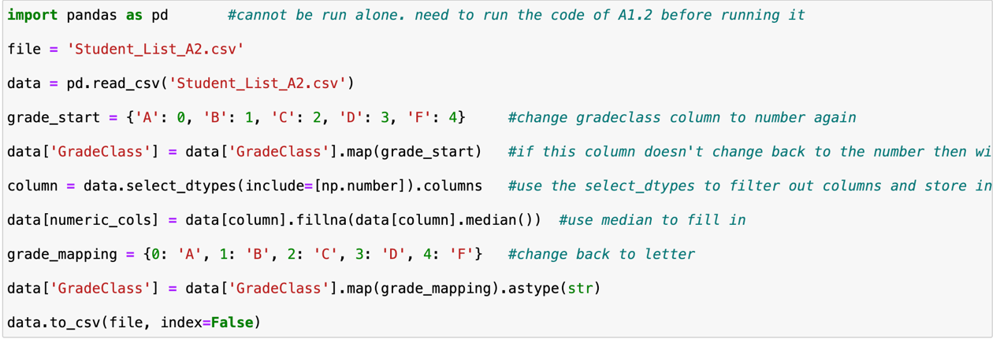 import pandas as pd       #cannot be run alone. need to run the code of A1.2 before running it
file = 'Student_List_A2.csv'
data = pd.read_csv('Student_List_A2.csv')
grade_start = {'A': 0, 'B': 1, 'C': 2, 'D': 3, 'F': 4}     #change gradeclass column to number again
data['GradeClass'] = data['GradeClass'].map(grade_start)   #if this column doesn't change back to the number then wi
column = data.select_dtypes(include=[np.number]).columns   #use the select_dtypes to filter out columns and store in
data[numeric_cols] = data[column].fillna(data[column].median())  #use median to fill in
grade_mapping = {0: 'A', 1: 'B', 2: 'C', 3: 'D', 4: 'F'}   #change back to letter
data['GradeClass'] = data['GradeClass'].map(grade_mapping).astype(str)
data.to_csv(file, index=False)